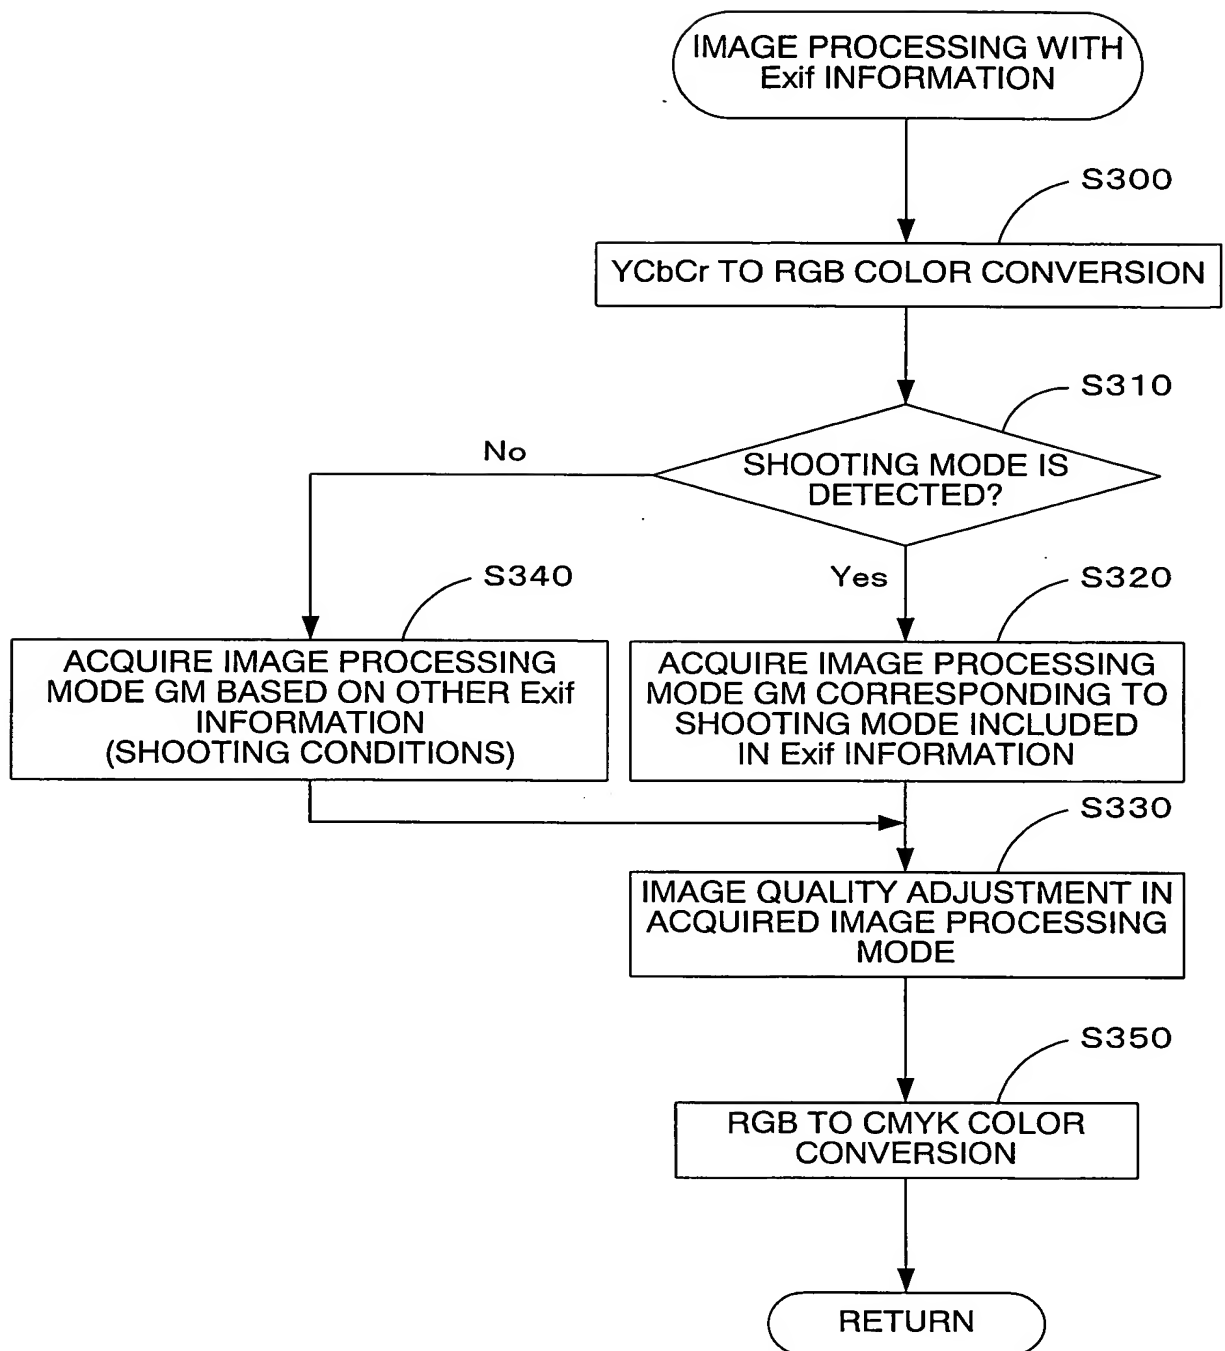 IMAGE PROCESSING WITH
Exif INFORMATION
S300
YCbCr TO RGB COLOR CONVERSION
S310
SHOOTING MODE IS
DETECTED?
No
Yes
S340
ACQUIRE IMAGE PROCESSING
MODE GM BASED ON OTHER Exif
INFORMATION
(SHOOTING CONDITIONS)
S320
ACQUIRE IMAGE PROCESSING
MODE GM CORRESPONDING TO
SHOOTING MODE INCLUDED
IN Exif INFORMATION
S330
IMAGE QUALITY ADJUSTMENT IN
ACQUIRED IMAGE PROCESSING
MODE
S350
RGB TO CMYK COLOR
CONVERSION
RETURN